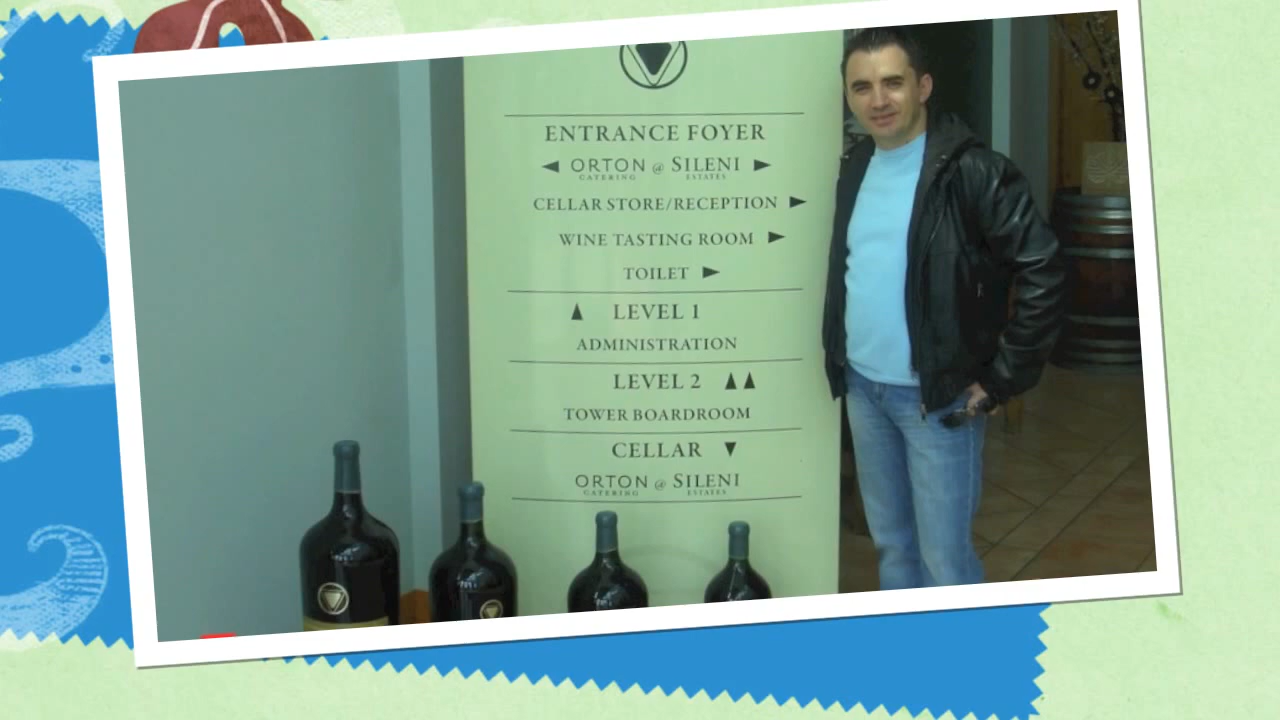 ENTRANCE FOYER
ORTON @ SILENI
CATERING ESTATES
CELLAR STORE/RECEPTION
WINE TASTING ROOM
TOILET
LEVEL 1
ADMINISTRATION
LEVEL 2
TOWER BOARDROOM
CELLAR
ORTON @ SILENI
CATERING ESTATES